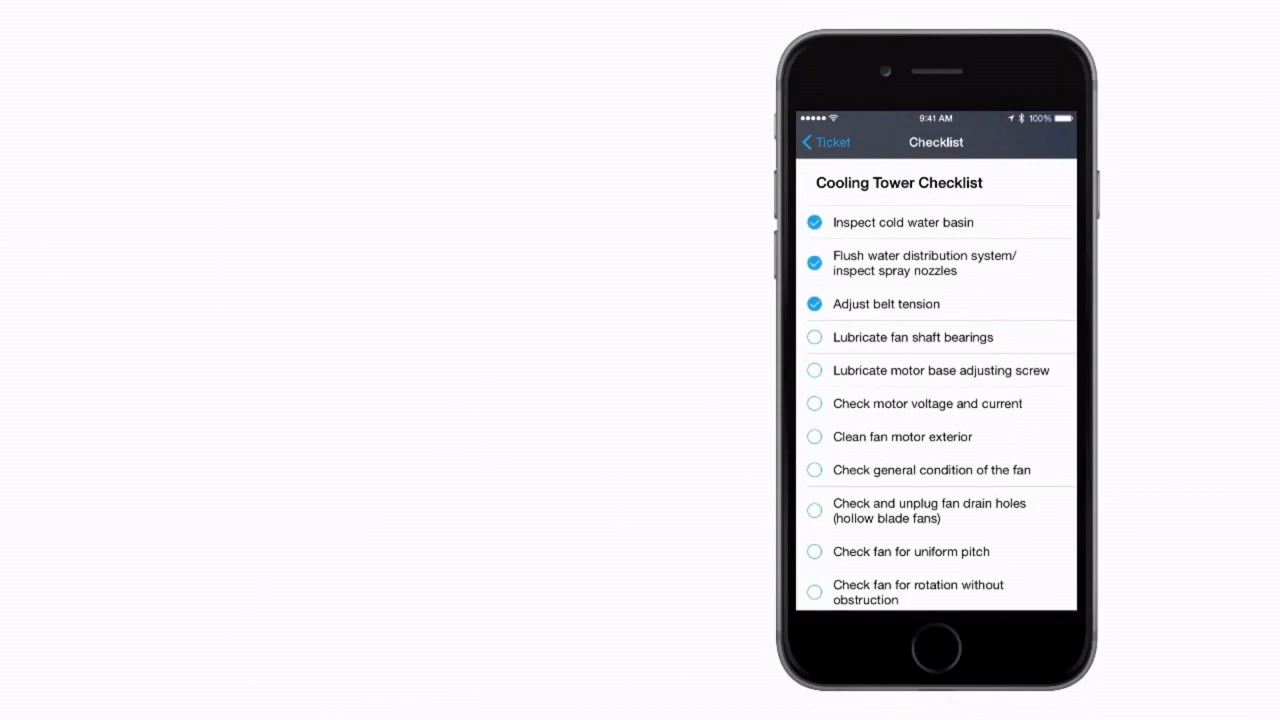 9:41 AM 100%
Ticket Checklist
Cooling Tower Checklist
Inspect cold water basin
Flush water distribution system/
inspect spray nozzles
Adjust belt tension
Lubricate fan shaft bearings
Lubricate motor base adjusting screw
Check motor voltage and current
Clean fan motor exterior
Check general condition of the fan
Check and unplug fan drain holes
(hollow blade fans)
Check fan for uniform pitch
Check fan for rotation without
obstruction